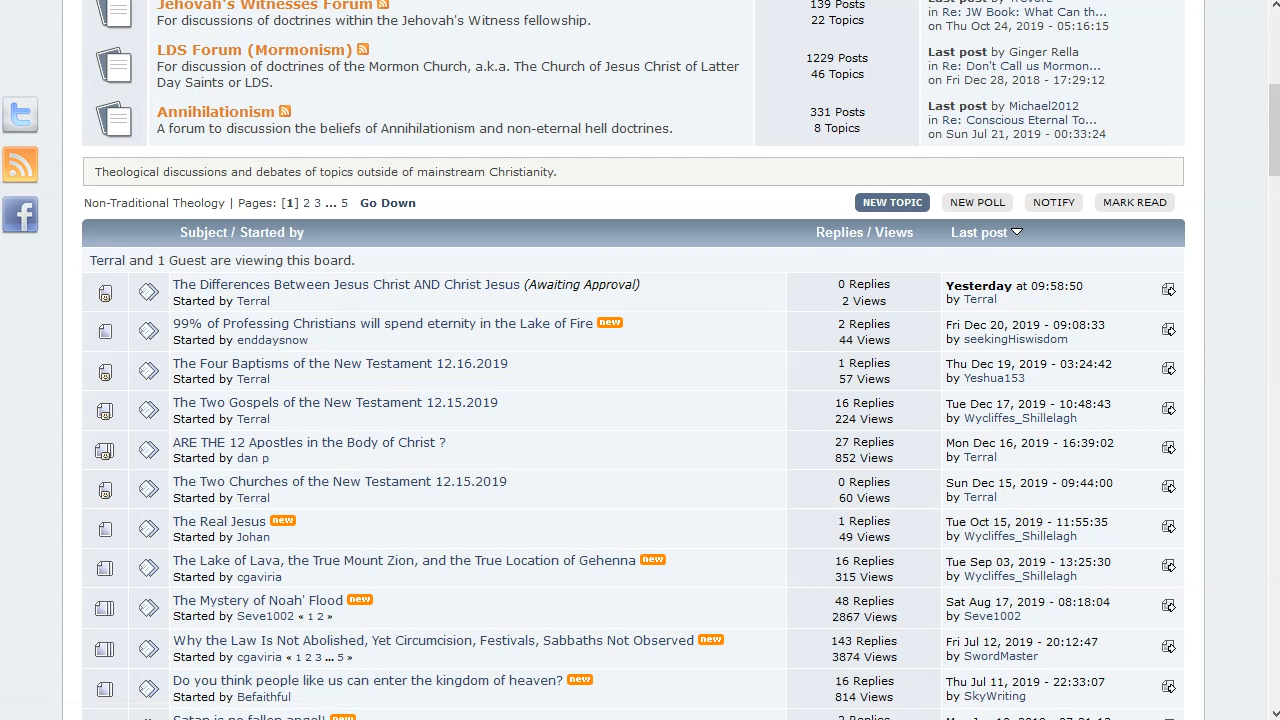 Jehovah's Witnesses Forum
For discussions of doctrines within the Jehovah's Witness fellowship.
139 Posts
22 Topics
in Re: JW Book: What Can th...
on Thu Oct 24, 2019 - 05:16:15
LDS Forum (Mormonism)
For discussion of doctrines of the Mormon Church, a.k.a. The Church of Jesus Christ of Latter
Day Saints or LDS.
1229 Posts
46 Topics
Last post by Ginger Rella
in Re: Don't Call us Mormon...
on Fri Dec 28, 2018 - 17:29:12
Annihilationism
A forum to discussion the beliefs of Annihilationism and non-eternal hell doctrines.
331 Posts
8 Topics
Last post by Michael2012
in Re: Conscious Eternal To...
on Sun Jul 21, 2019 - 00:33:24
Theological discussions and debates of topics outside of mainstream Christianity.
Non-Traditional Theology | Pages: [1] 2 3 ... 5 Go Down
NEW TOPIC NEW POLL NOTIFY MARK READ
Subject / Started by Replies / Views Last post
Terral and 1 Guest are viewing this board.
The Differences Between Jesus Christ AND Christ Jesus (Awaiting Approval)
Started by Terral
0 Replies
2 Views
Yesterday at 09:58:50
by Terral
99% of Professing Christians will spend eternity in the Lake of Fire new
Started by enddaysnow
2 Replies
44 Views
Fri Dec 20, 2019 - 09:08:33
by seekingHiswisdom
The Four Baptisms of the New Testament 12.16.2019
Started by Terral
1 Replies
57 Views
Thu Dec 19, 2019 - 03:24:42
by Yeshua153
The Two Gospels of the New Testament 12.15.2019
Started by Terral
16 Replies
224 Views
Tue Dec 17, 2019 - 10:48:43
by Wycliffes_Shillelagh
ARE THE 12 Apostles in the Body of Christ ?
Started by dan p
27 Replies
852 Views
Mon Dec 16, 2019 - 16:39:02
by Terral
The Two Churches of the New Testament 12.15.2019
Started by Terral
0 Replies
60 Views
Sun Dec 15, 2019 - 09:44:00
by Terral
The Real Jesus new
Started by Johan
1 Replies
49 Views
Tue Oct 15, 2019 - 11:55:35
by Wycliffes_Shillelagh
The Lake of Lava, the True Mount Zion, and the True Location of Gehenna new
Started by cgaviria
16 Replies
315 Views
Tue Sep 03, 2019 - 13:25:30
by Wycliffes_Shillelagh
The Mystery of Noah' Flood new
Started by Seve1002 « 1 2 »
48 Replies
2867 Views
Sat Aug 17, 2019 - 08:18:04
by Seve1002
Why the Law Is Not Abolished, Yet Circumcision, Festivals, Sabbaths Not Observed new
Started by cgaviria « 1 2 3 ... 5 »
143 Replies
3874 Views
Fri Jul 12, 2019 - 20:12:47
by SwordMaster
Do you think people like us can enter the kingdom of heaven? new
Started by Befaithful
16 Replies
814 Views
Thu Jul 11, 2019 - 22:33:07
by SkyWriting
Satan is no fallen angel! new